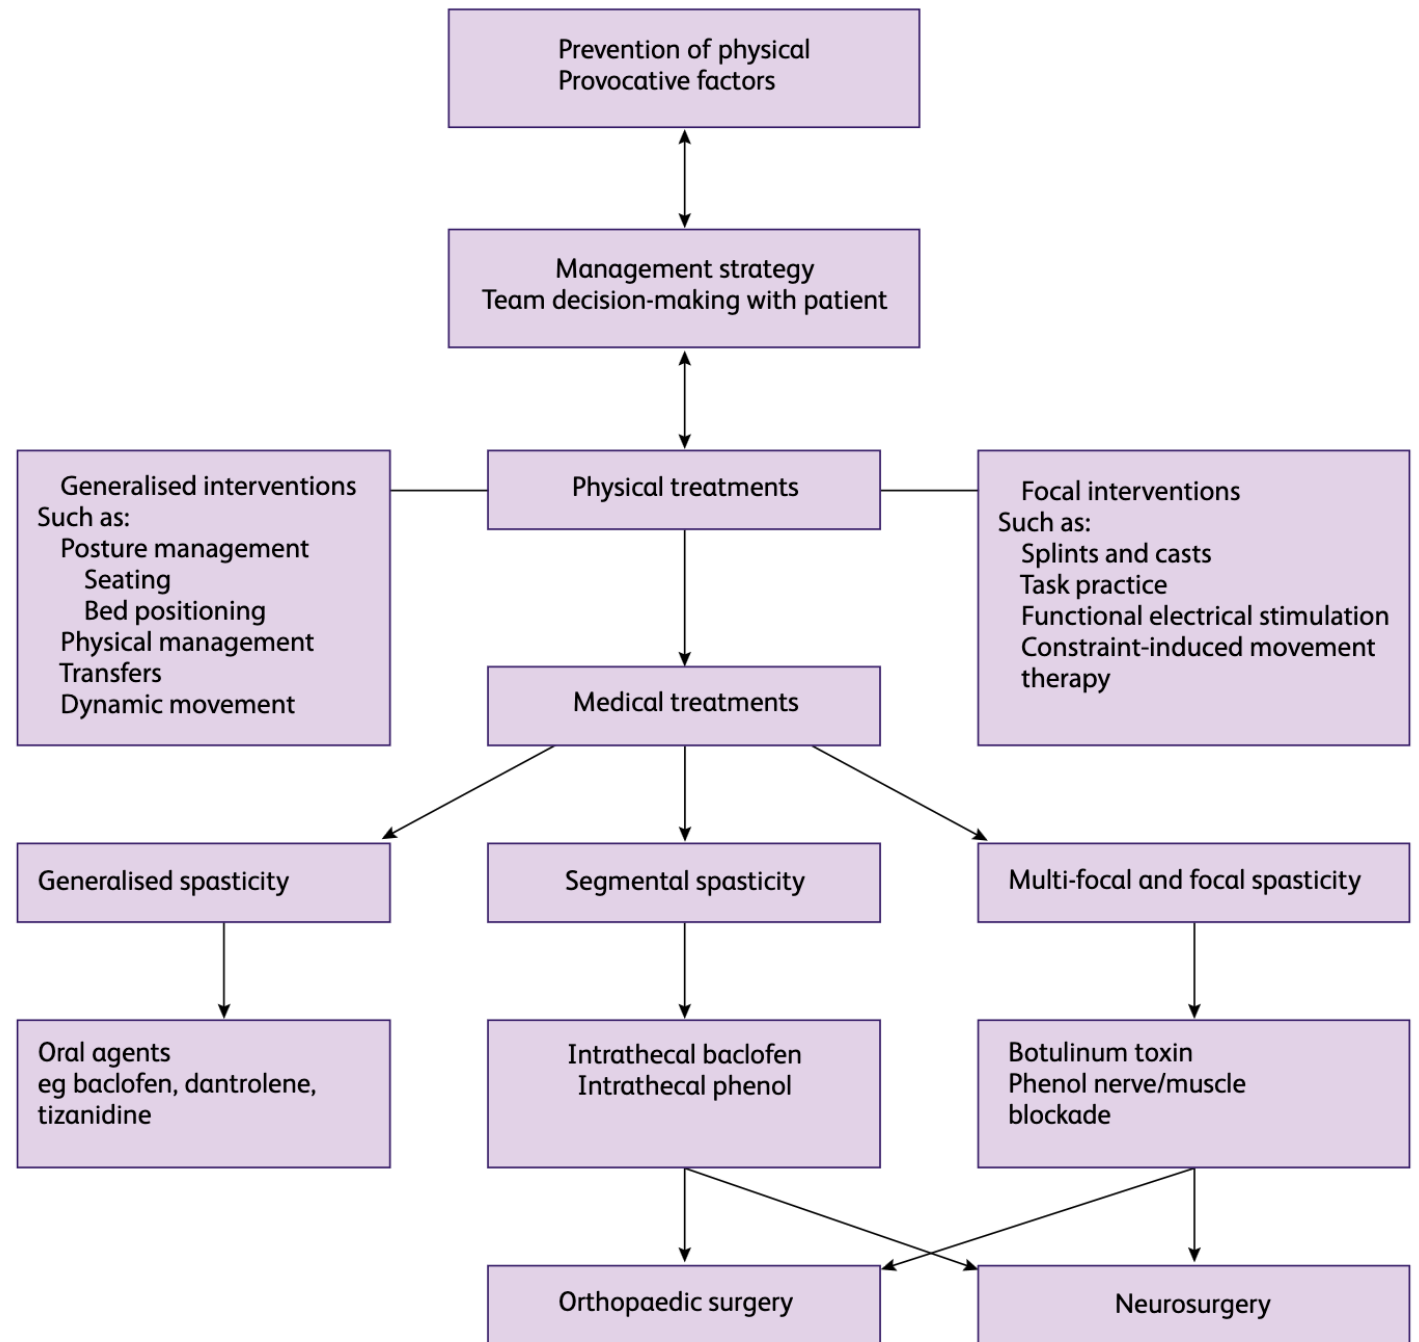 Prevention of physical
Provocative factors
Management strategy
Team decision-making with patient
Generalised interventions
Such as:
Posture management
Seating
Bed positioning
Physical management
Transfers
Dynamic movement
Physical treatments
Focal interventions
Such as:
Splints and casts
Task practice
Functional electrical stimulation
Constraint-induced movement
therapy
Medical treatments
Generalised spasticity
Segmental spasticity
Multi-focal and focal spasticity
Oral agents
eg baclofen, dantrolene,
tizanidine
Intrathecal baclofen
Intrathecal phenol
Botulinum toxin
Phenol nerve/muscle
blockade
Orthopaedic surgery
Neurosurgery